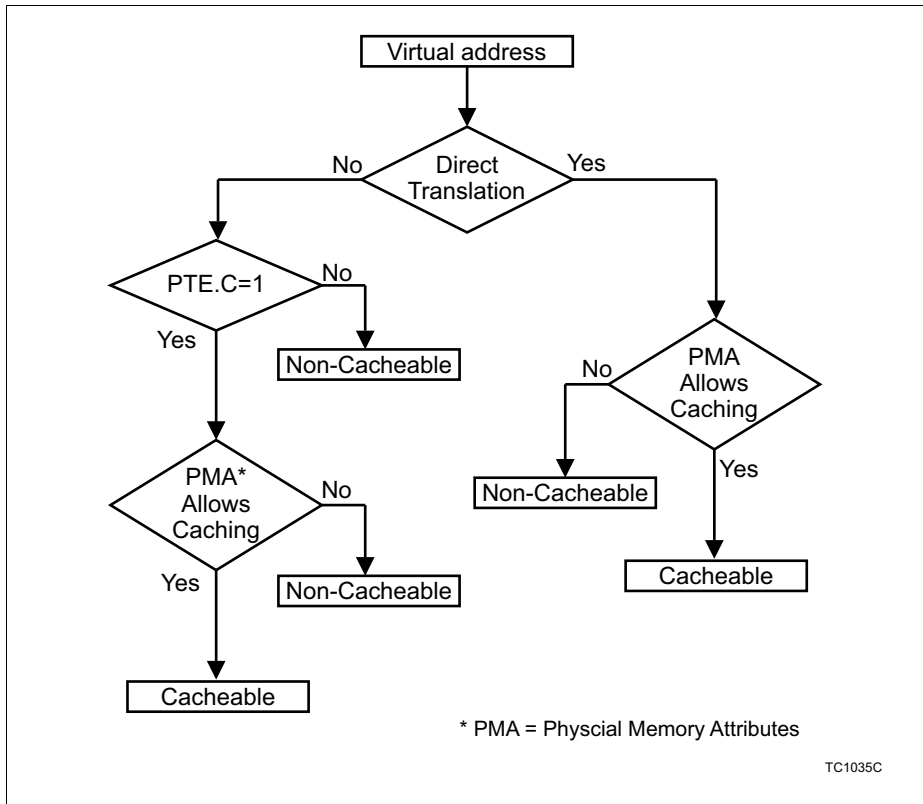 Virtual address
Direct
Translation
No
Yes
PTE.C=1
No
Yes
Non-Cacheable
PMA
Allows
Caching
No
Yes
PMA*
Allows
Caching
No
Yes
Non-Cacheable
Cacheable
Non-Cacheable
Cacheable
* PMA = Physcial Memory Attributes
TC1035C